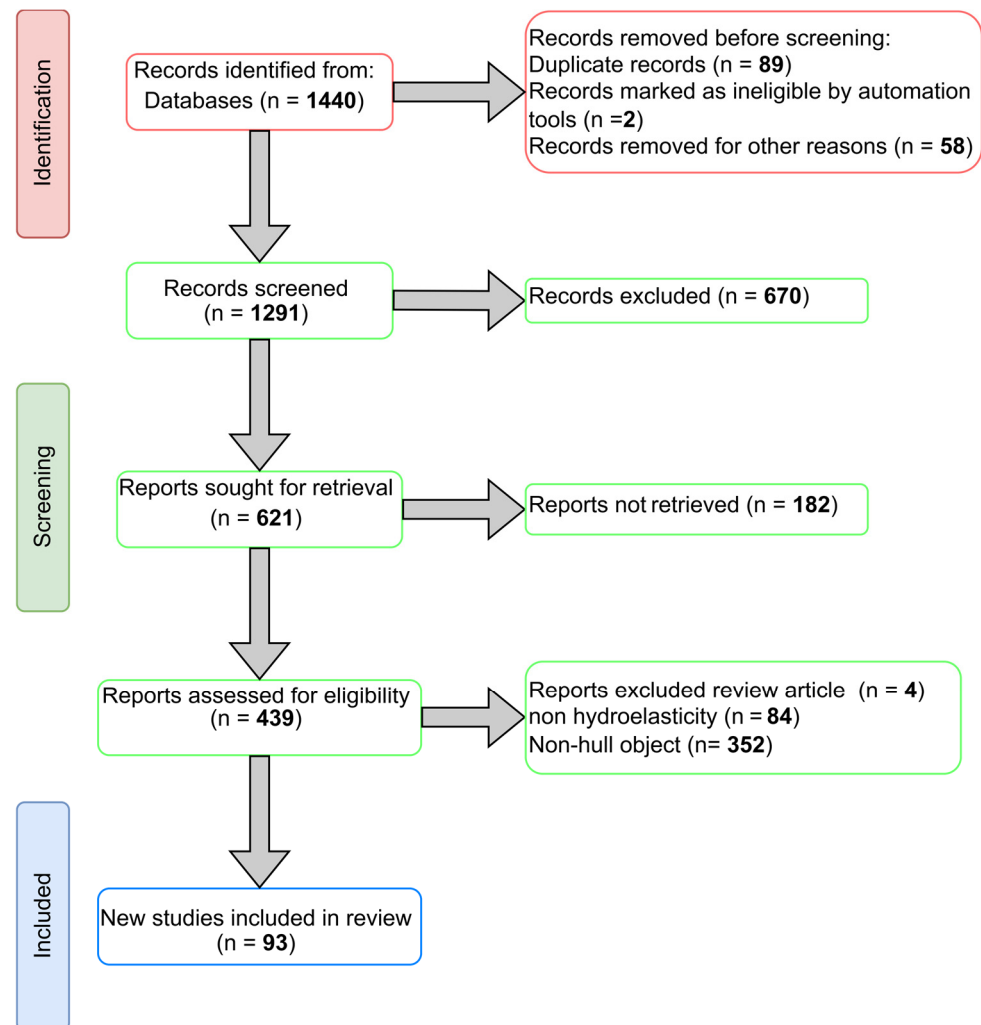 Identification
Records identified from:
Databases (n = 1440)
Records removed before screening:
Duplicate records (n = 89)
Records marked as ineligible by automation
tools (n =2)
Records removed for other reasons (n = 58)
Records screened
(n = 1291)
Records excluded (n = 670)
Screening
Reports sought for retrieval
(n = 621)
Reports not retrieved (n = 182)
Reports assessed for eligibility
(n = 439)
Reports excluded review article (n = 4)
non hydroelasticity (n = 84)
Non-hull object (n= 352)
Included
New studies included in review
(n = 93)